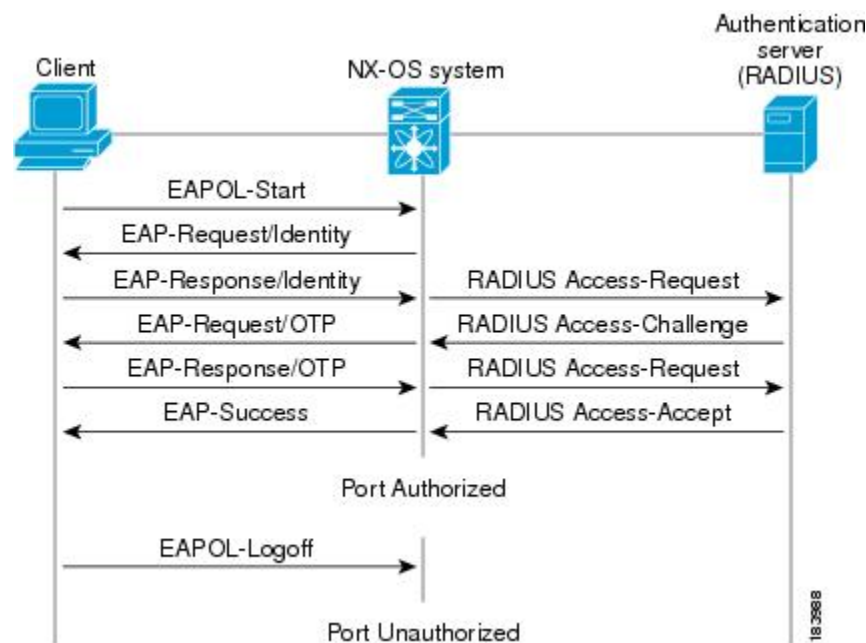 Client
NX-OS system
Authentication
server
(RADIUS)
EAPOL-Start
EAP-Request/Identity
EAP-Response/Identity
RADIUS Access-Request
EAP-Request/OTP
RADIUS Access-Challenge
EAP-Response/OTP
RADIUS Access-Request
EAP-Success
RADIUS Access-Accept
Port Authorized
EAPOL-Logoff
Port Unauthorized
183988